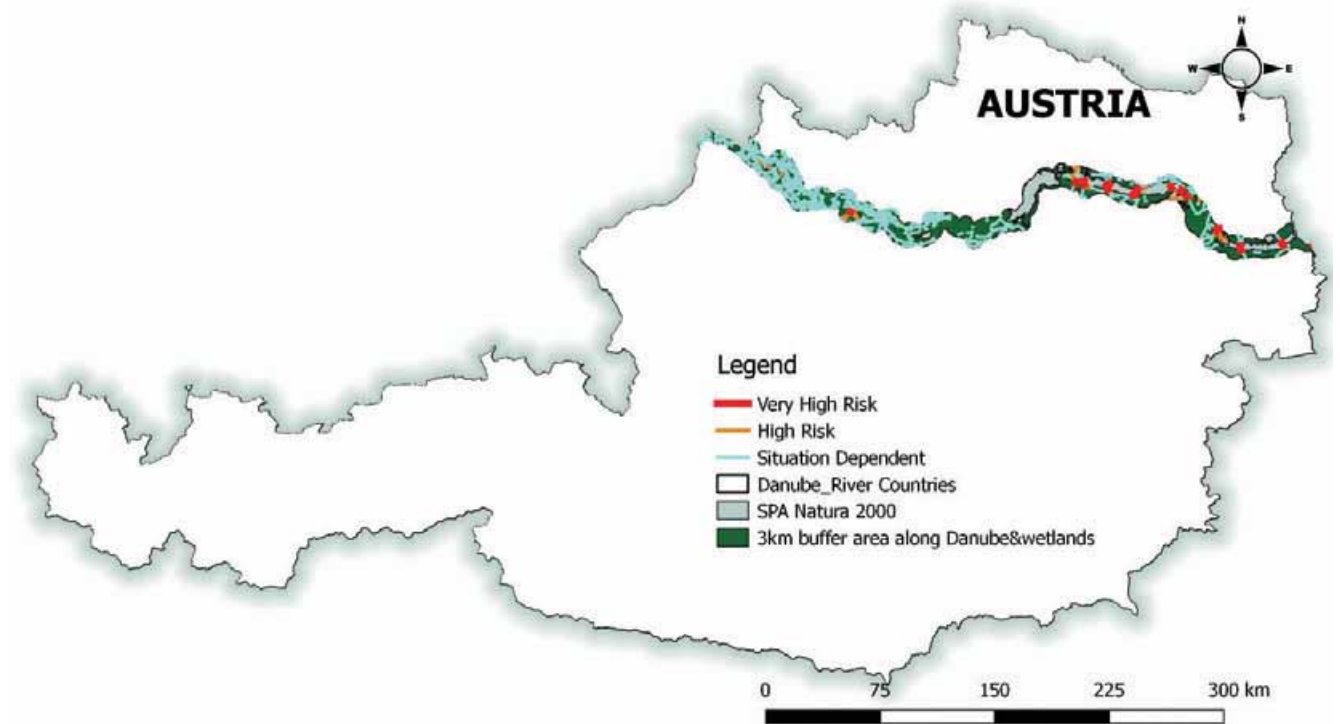 N
W E
S
AUSTRIA
Legend
Very High Risk
High Risk
Situation Dependent
Danube_River Countries
SPA Natura 2000
3km buffer area along Danube&wetlands
0 75 150 225 300 km